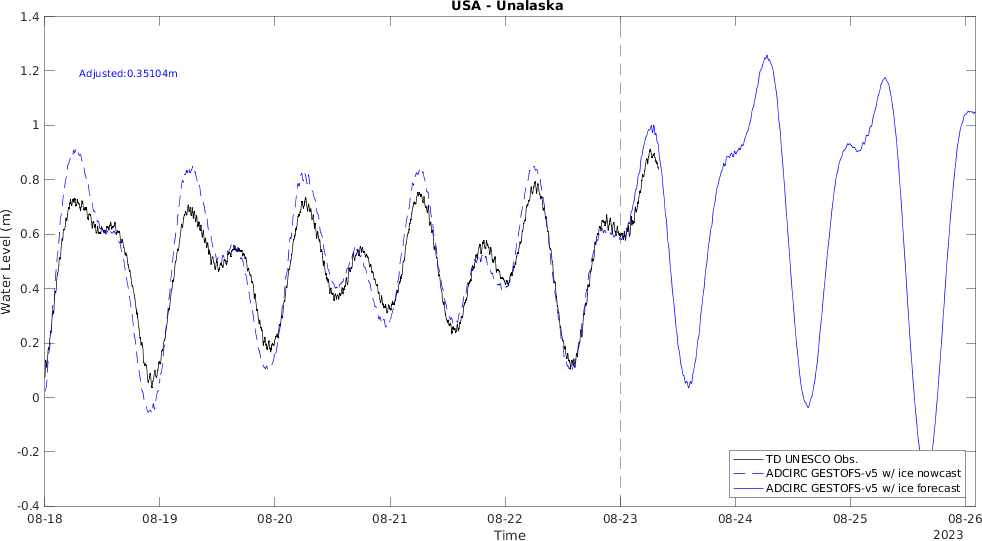 USA - Unalaska
Adjusted:0.35104m
Water Level (m)
1.4
1.2
1
0.8
0.6
0.4
0.2
0
-0.2
-0.4
TD UNESCO Obs.
ADCIRC GESTOFS-v5 w/ ice nowcast
ADCIRC GESTOFS-v5 w/ ice forecast
08-18 08-19 08-20 08-21 08-22 08-23 08-24 08-25 08-26
Time
2023